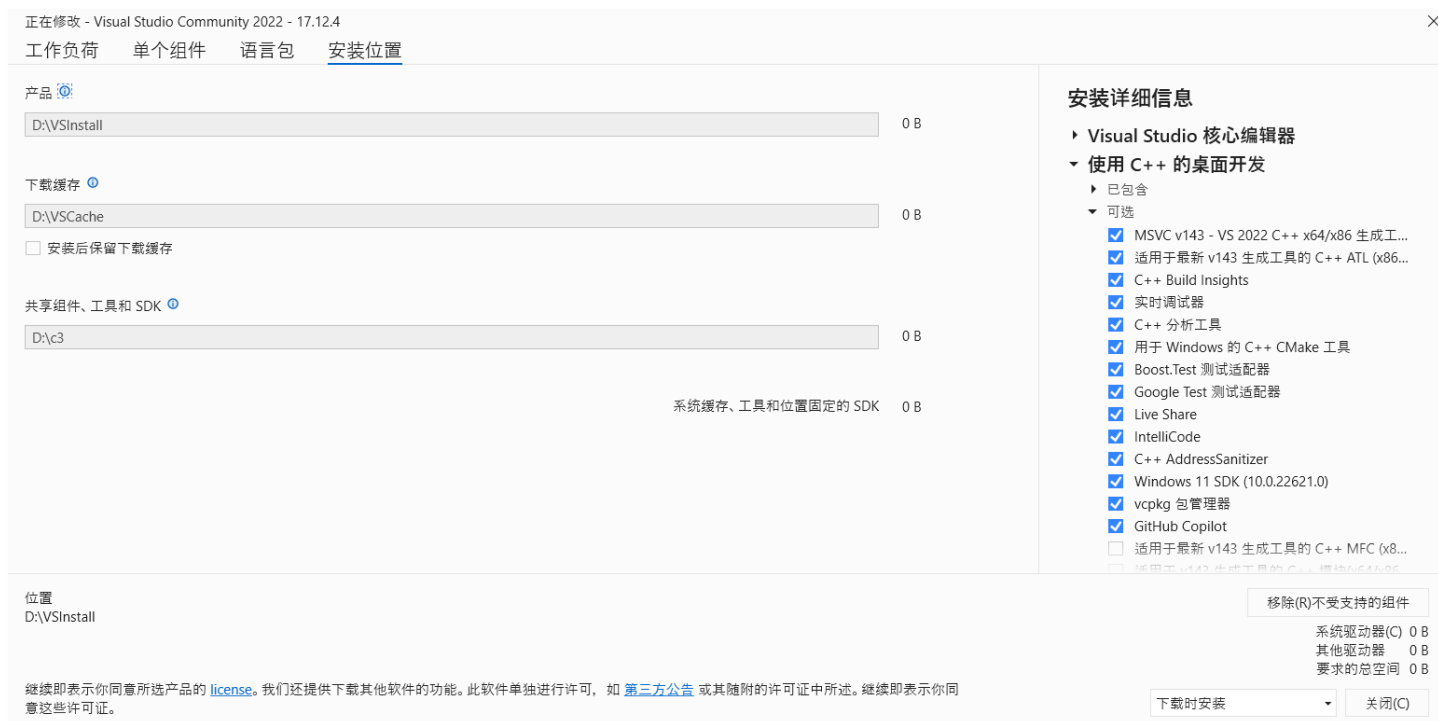 正在修改 - Visual Studio Community 2022 - 17.12.4
工作负荷 单个组件 语言包 安装位置
产品
D:\VSInstall 0 B
下载缓存
D:\VSCache 0 B
安装后保留下载缓存
共享组件、工具和 SDK
D:\c3 0 B
系统缓存、工具和位置固定的 SDK 0 B
安装详细信息
Visual Studio 核心编辑器
使用 C++ 的桌面开发
已包含
可选
MSVC v143 - VS 2022 C++ x64/x86 生成工...
适用于最新 v143 生成工具的 C++ ATL (x86...
C++ Build Insights
实时调试器
C++ 分析工具
用于 Windows 的 C++ CMake 工具
Boost.Test 测试适配器
Google Test 测试适配器
Live Share
IntelliCode
C++ AddressSanitizer
Windows 11 SDK (10.0.22621.0)
vcpkg 包管理器
GitHub Copilot
适用于最新 v143 生成工具的 C++ MFC (x8...
适用于 v143 生成工具的 C++ 模块(x64/x86
位置
D:\VSInstall
移除(R)不受支持的组件
系统驱动器(C) 0 B
其他驱动器 0 B
要求的总空间 0 B
继续即表示你同意所选产品的 license。我们还提供下载其他软件的功能。此软件单独进行许可，如 第三方公告 或其随附的许可证中所述。继续即表示你同
意这些许可证。
下载时安装 关闭(C)